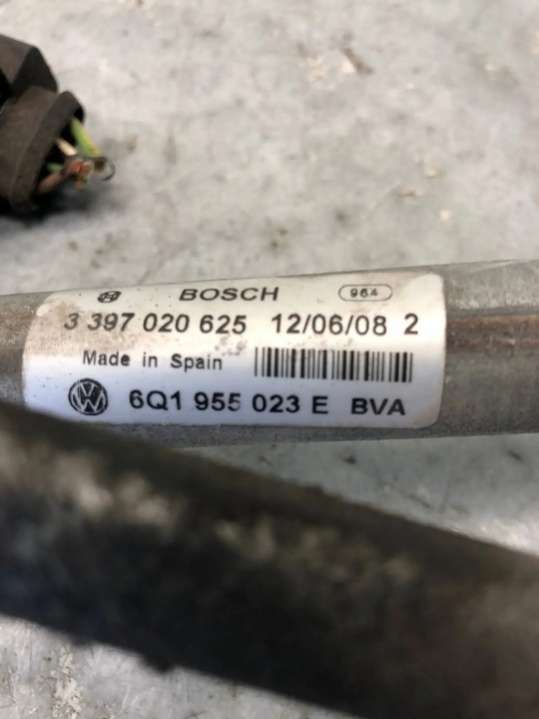 BOSCH 964
3 397 020 625 12/06/08 2
Made in Spain
6Q1 955 023 E BVA